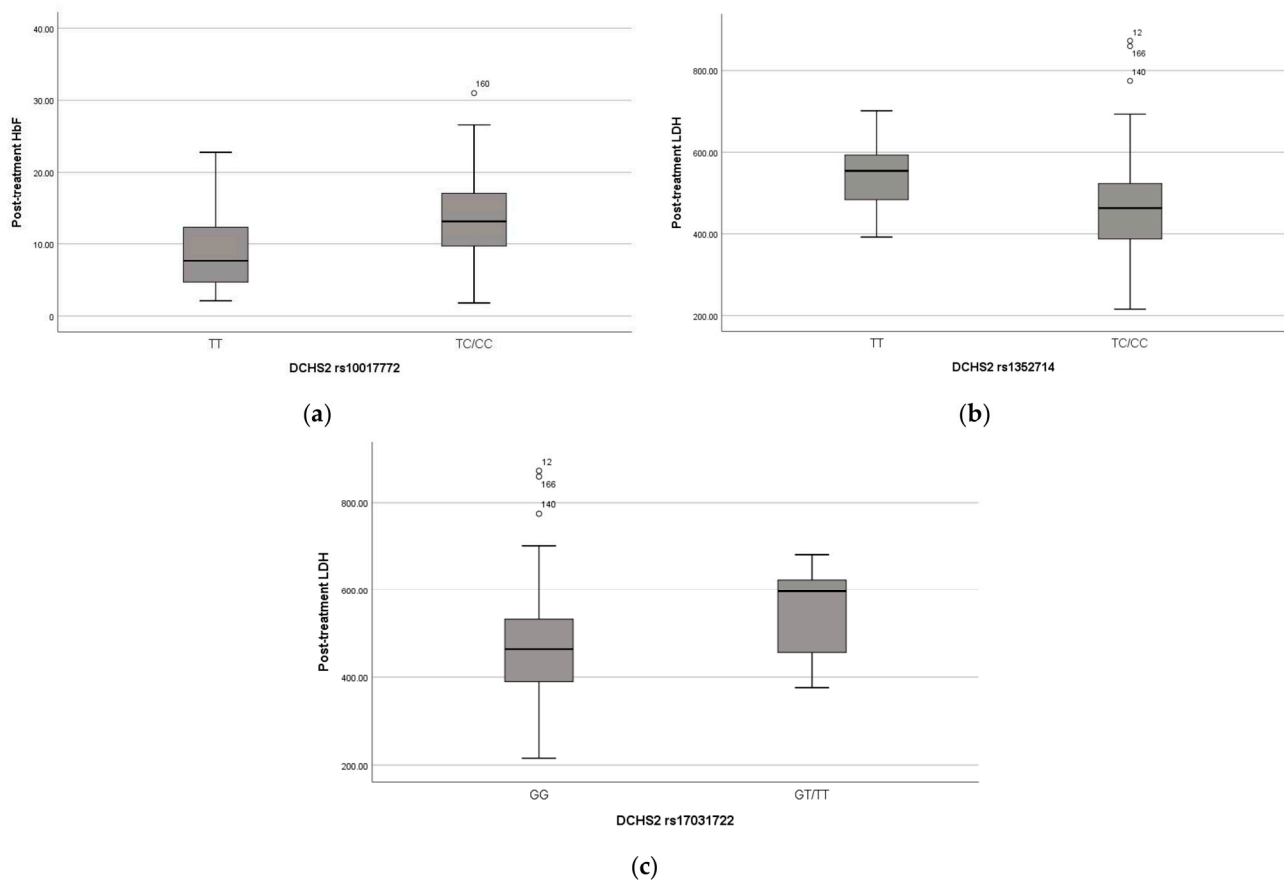 40.00
30.00
20.00
10.00
0
Post-treatment HbF
160
TT
TC/CC
DCHS2 rs10017772
(a)
800.00
600.00
400.00
200.00
Post-treatment LDH
12
166
140
TT
TC/CC
DCHS2 rs1352714
(b)
800.00
600.00
400.00
200.00
Post-treatment LDH
12
166
140
GG
GT/TT
DCHS2 rs17031722
(c)